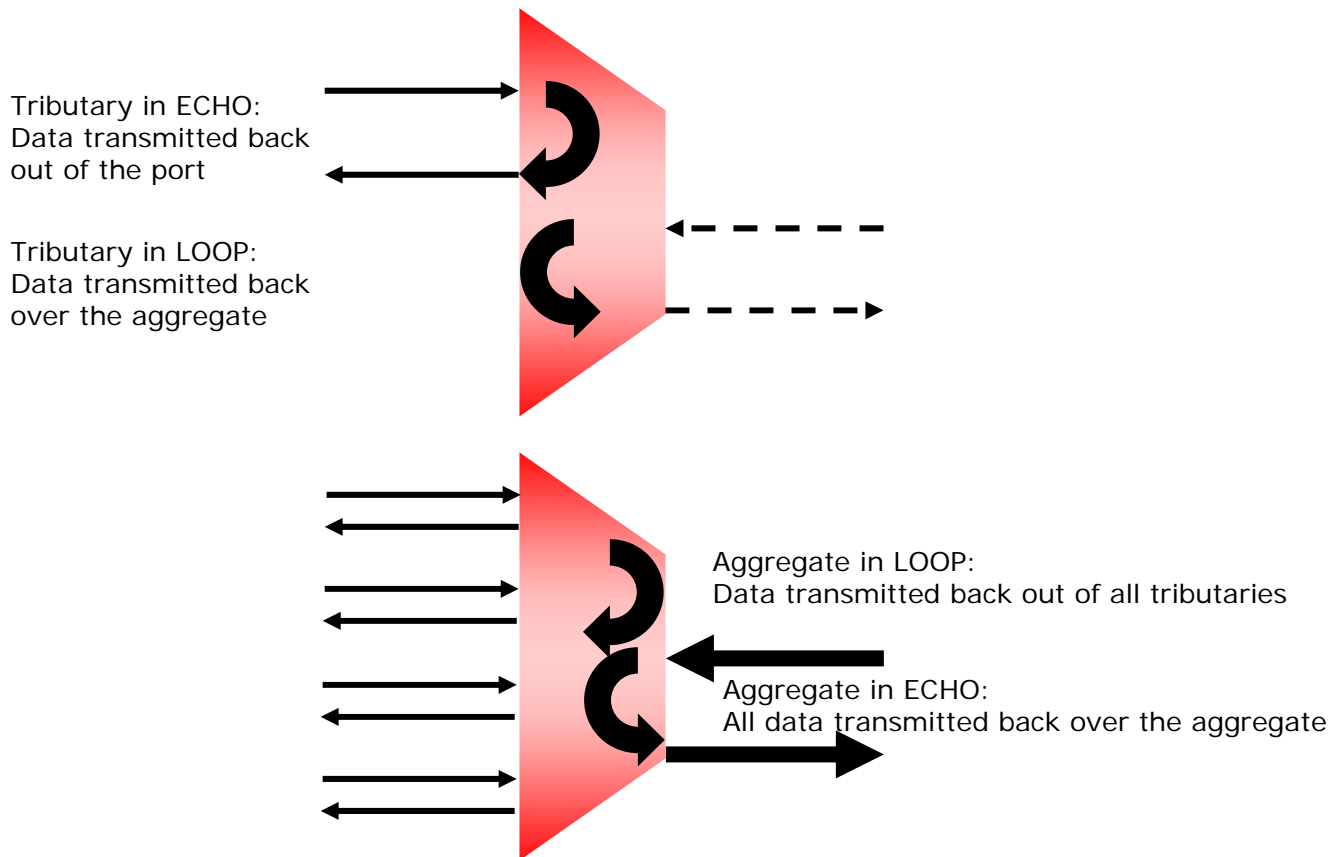 Tributary in ECHO:
Data transmitted back
out of the port
Tributary in LOOP:
Data transmitted back
over the aggregate
Aggregate in LOOP:
Data transmitted back out of all tributaries
Aggregate in ECHO:
All data transmitted back over the aggregate